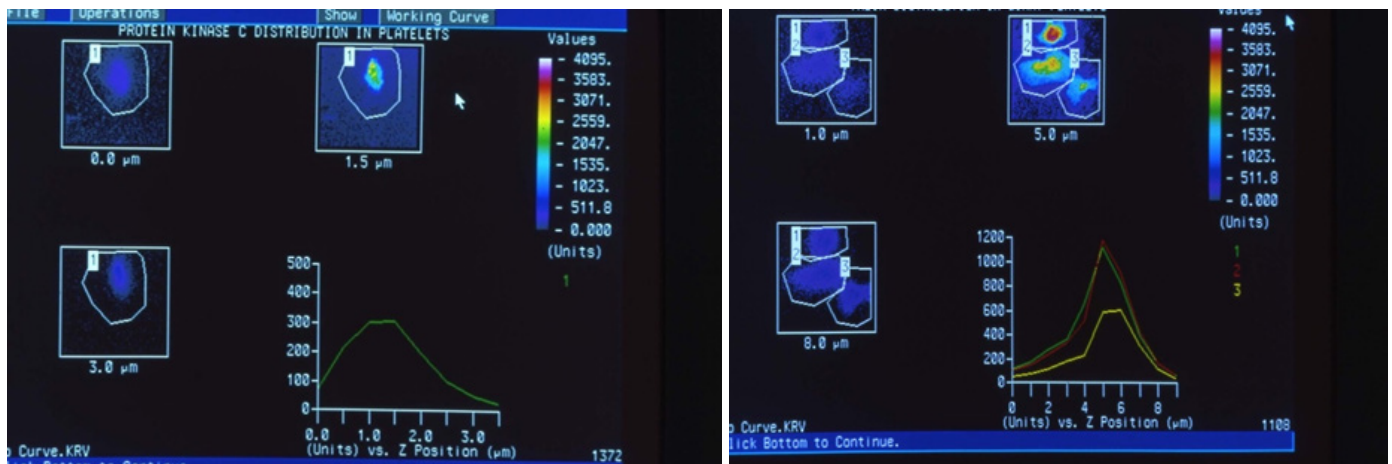 File Operations Show Working Curve
PROTEIN KINASE C DISTRIBUTION IN PLATELETS
Values
1
1
4095.
3583.
3071.
2559.
2047.
1535.
1023.
511.8
0.000
(Units)
0.0 µm
1.5 µm
1
1
3.0 µm
500
400
300
200
100
0
0.0 1.0 2.0 3.0
(Units) vs. Z Position (µm)
o Curve.KRV
1372
Bottom to Continue
Values
1
2
3
1
2
3
4095.
3583.
3071.
2559.
2047.
1535.
1023.
511.8
0.000
(Units)
1.0 µm
5.0 µm
1
2
3
1
2
3
8.0 µm
1200
1000
800
600
400
200
0
0 2 4 6 8
(Units) vs. Z Position (µm)
o Curve.KRV
1108
lick Bottom to Continue.